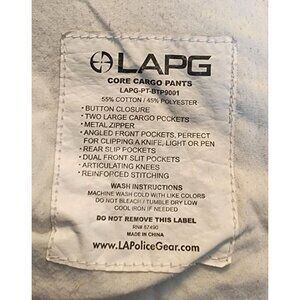 LAPG
CORE CARGO PANTS
LAPG-PT-BTP9001
55% COTTON / 45% POLYESTER
• BUTTON CLOSURE
• TWO LARGE CARGO POCKETS
• METAL ZIPPER
• ANGLED FRONT POCKETS, PERFECT
FOR CLIPPING A KNIFE, LIGHT OR PEN
• REAR SLIP POCKETS
• DUAL FRONT SLIT POCKETS
• ARTICULATING KNEES
• REINFORCED STITCHING
WASH INSTRUCTIONS
MACHINE WASH COLD WITH LIKE COLORS
DO NOT BLEACH / TUMBLE DRY LOW
COOL IRON IF NEEDED
DO NOT REMOVE THIS LABEL
RN# 87490
MADE IN CHINA
www.LAPoliceGear.com